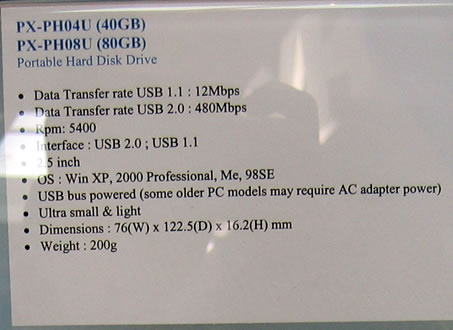 PX-PH04U (40GB)
PX-PH08U (80GB)
Portable Hard Disk Drive
• Data Transfer rate USB 1.1 : 12Mbps
• Data Transfer rate USB 2.0 : 480Mbps
• Rpm: 5400
• Interface : USB 2.0 ; USB 1.1
• 2.5 inch
• OS : Win XP, 2000 Professional, Me, 98SE
• USB bus powered (some older PC models may require AC adapter power)
• Ultra small & light
• Dimensions : 76(W) x 122.5(D) x 16.2(H) mm
• Weight : 200g